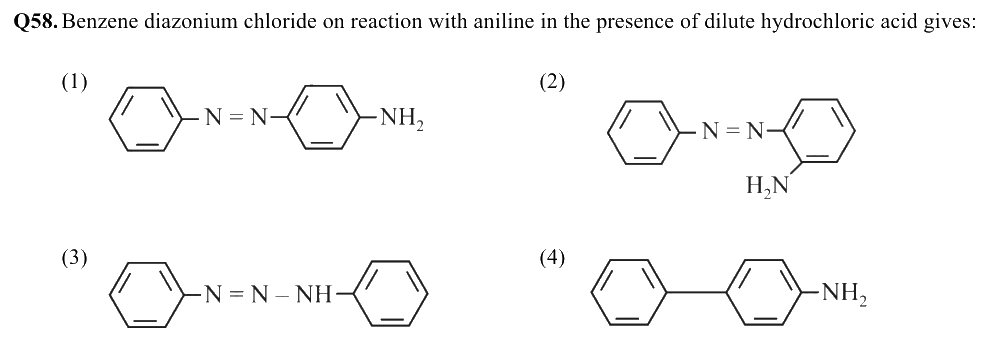 Q58. Benzene diazonium chloride on reaction with aniline in the presence of dilute hydrochloric acid gives:
(1) N = N NH₂
(2) N = N H₂N
(3) N = N – NH
(4) NH₂